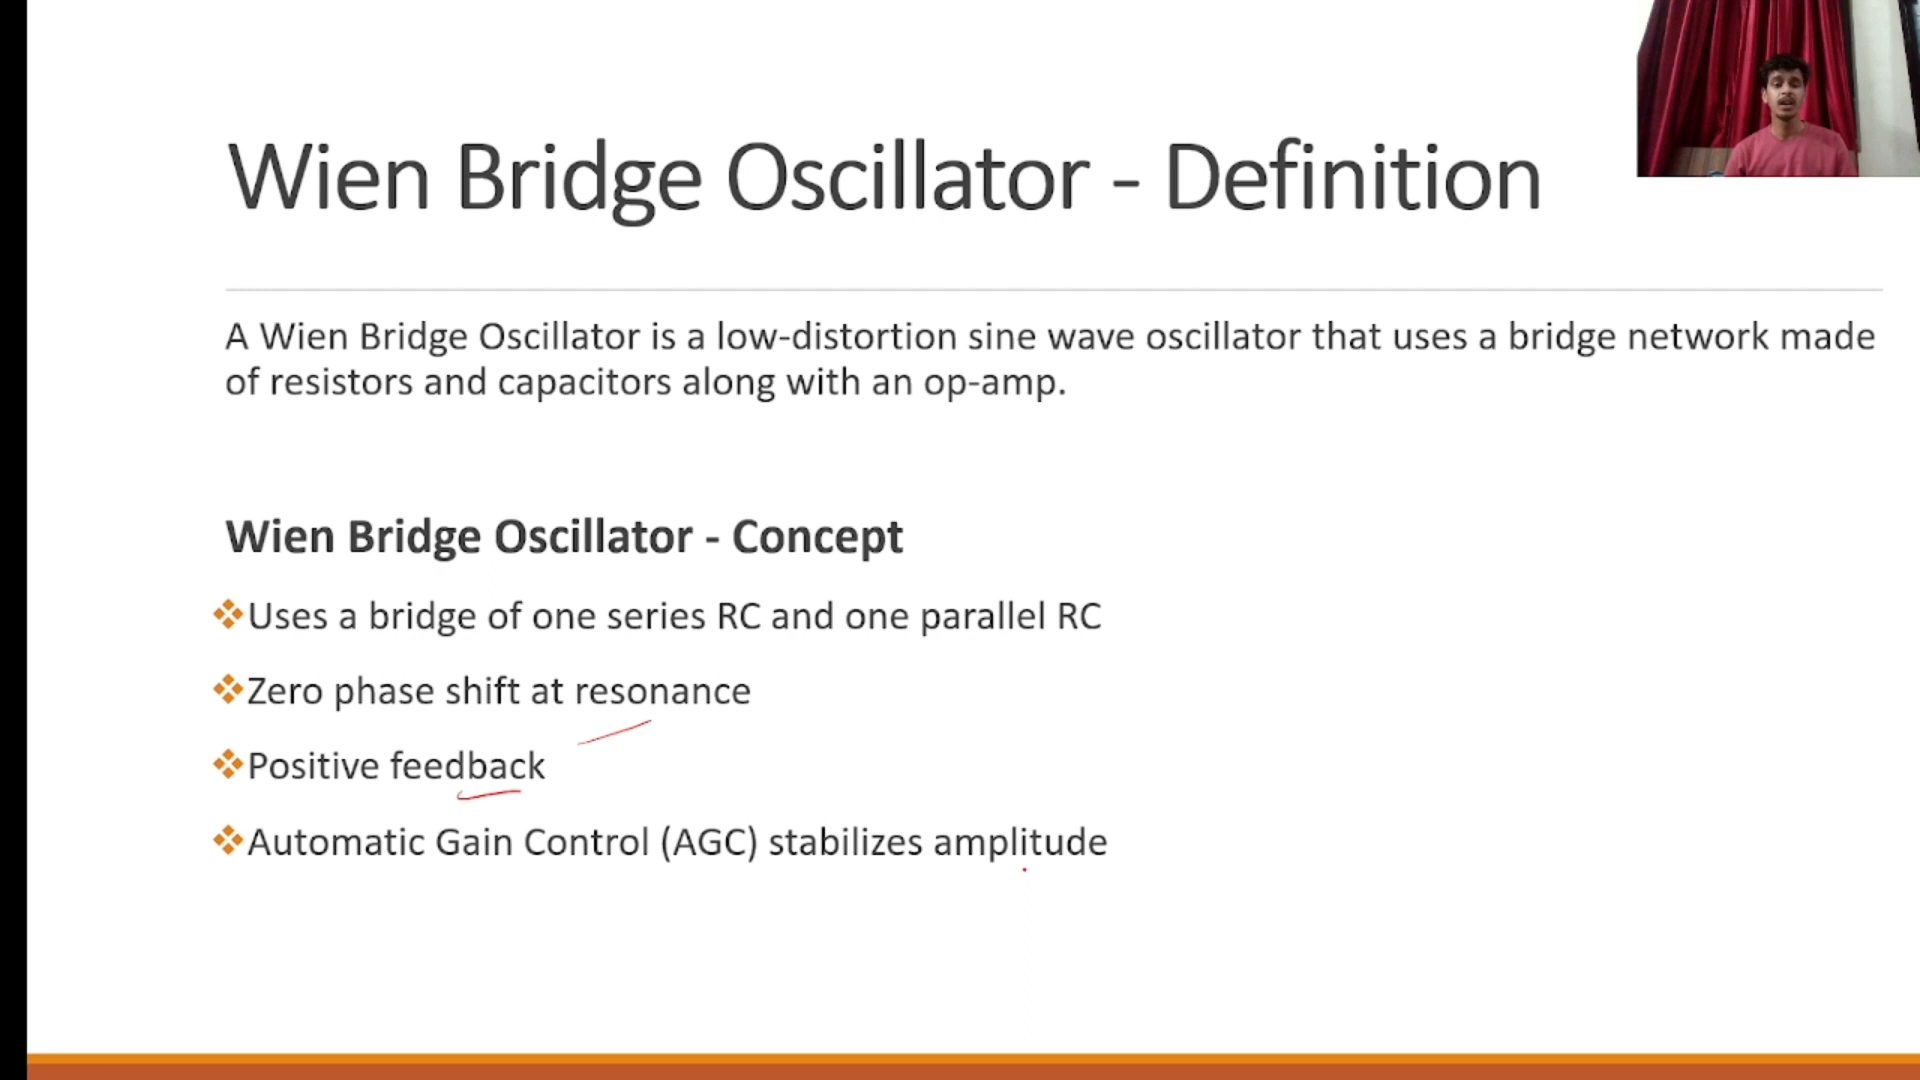 Wien Bridge Oscillator - Definition
A Wien Bridge Oscillator is a low-distortion sine wave oscillator that uses a bridge network made
of resistors and capacitors along with an op-amp.
Wien Bridge Oscillator - Concept
❖Uses a bridge of one series RC and one parallel RC
❖Zero phase shift at resonance
❖Positive feedback
❖Automatic Gain Control (AGC) stabilizes amplitude